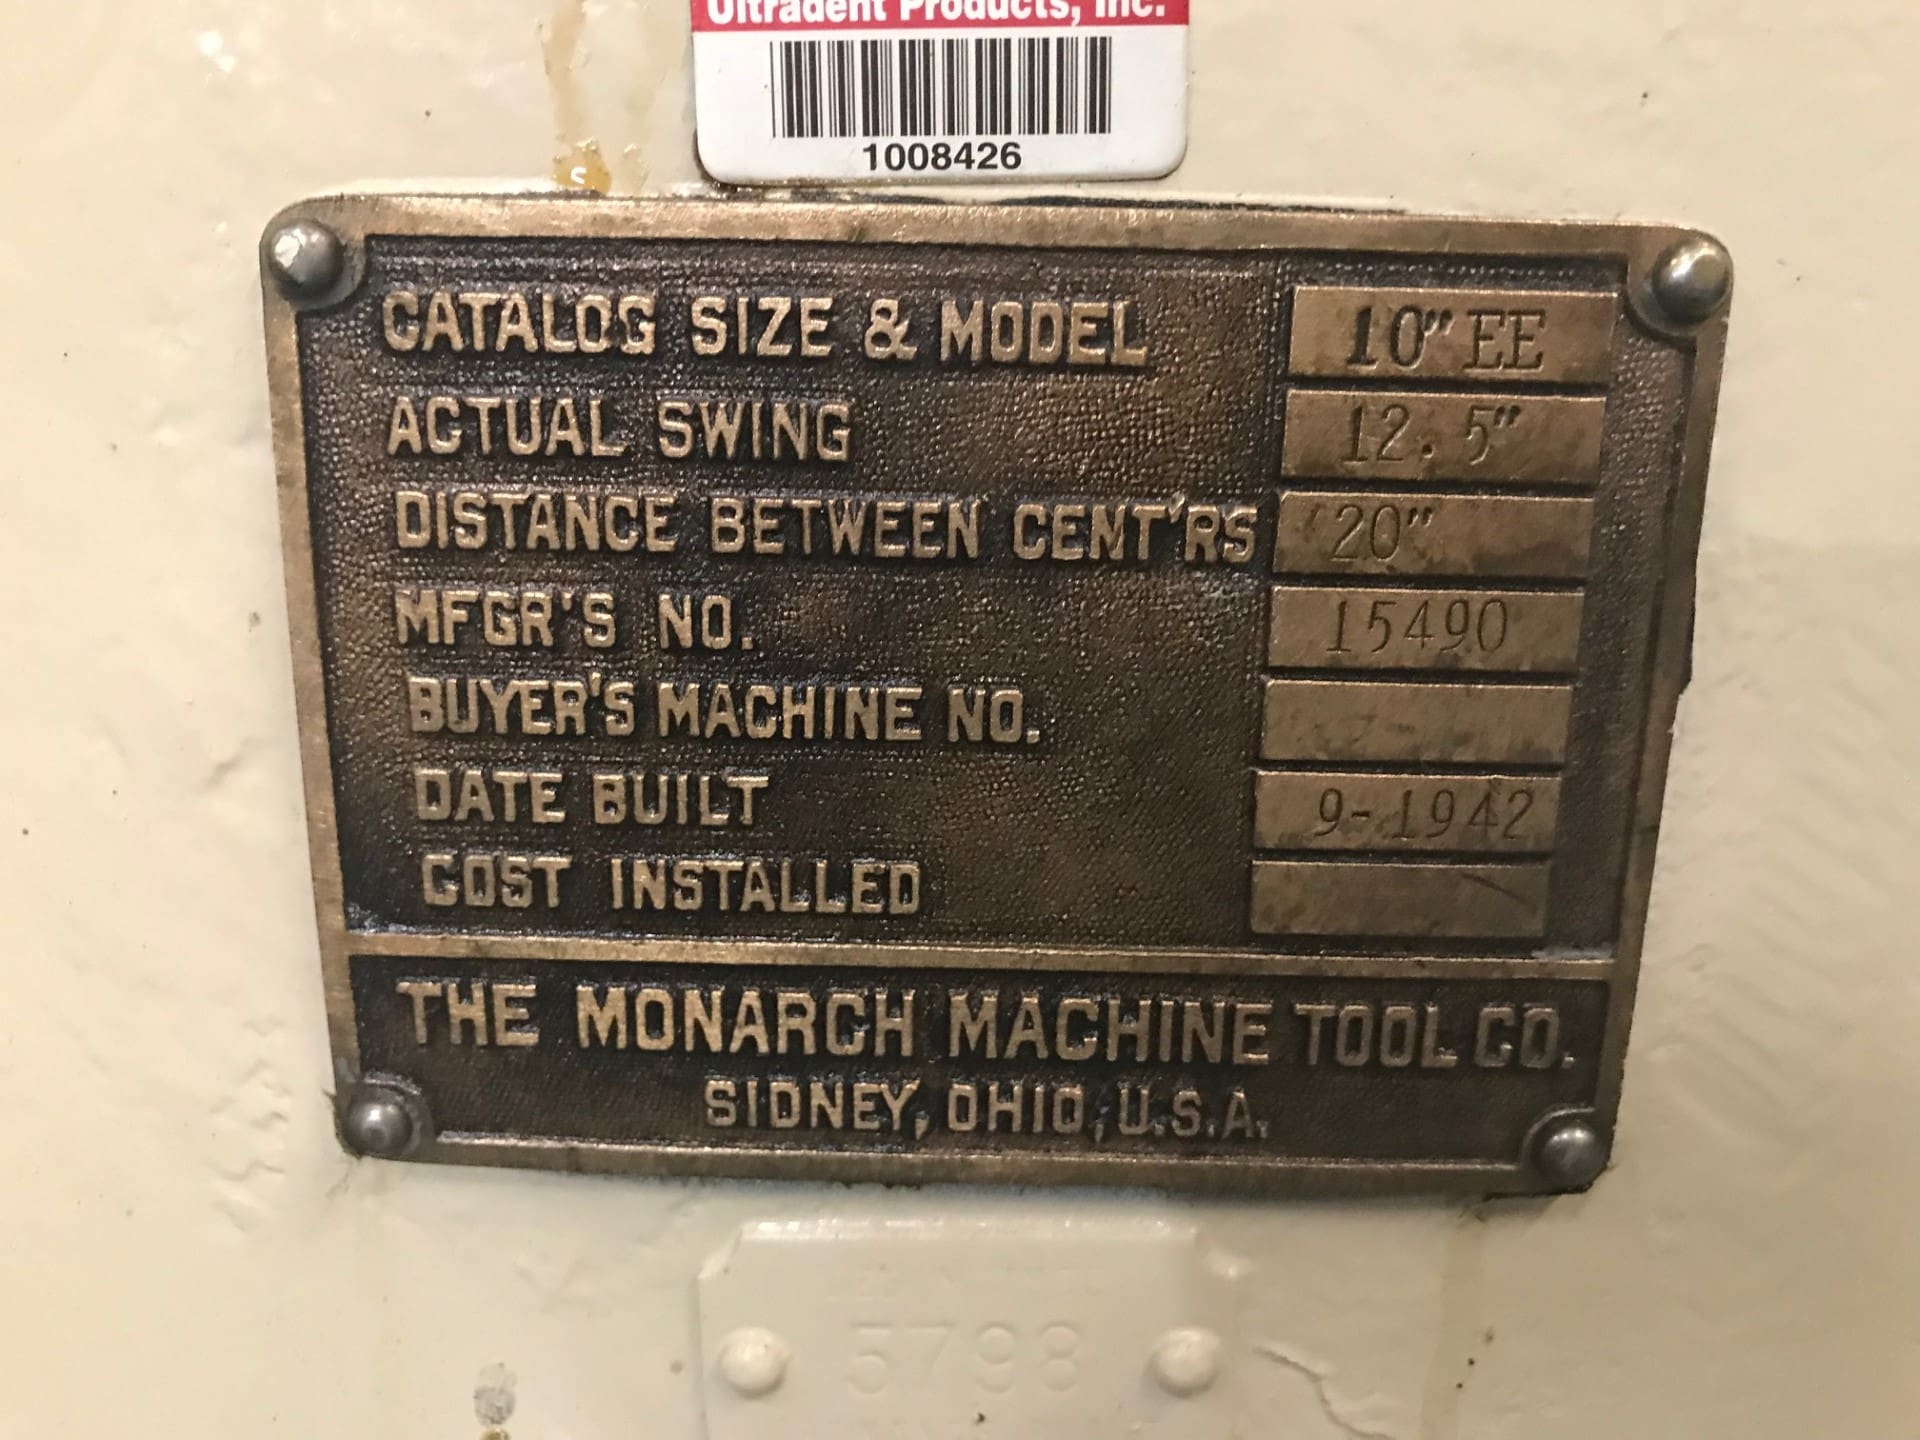 Ultradent Products, Inc.
1008426
CATALOG SIZE & MODEL 10" EE
ACTUAL SWING 12.5"
DISTANCE BETWEEN CENT'RS 20"
MFGR'S NO. 15490
BUYER'S MACHINE NO.
DATE BUILT 9-1942
COST INSTALLED
THE MONARCH MACHINE TOOL CO.
SIDNEY, OHIO, U.S.A.
5798